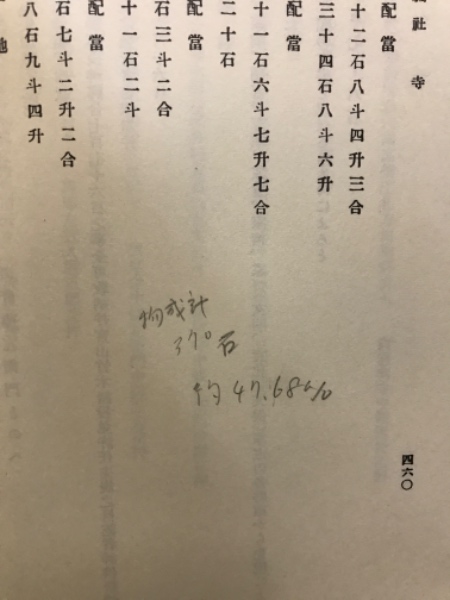 社寺
配當
十二石八斗四升三合
三十四石八斗六升
配當
十一石六斗七升七合
二十石
配當
石三斗二合
十一石二斗
配當
石七斗二升二合
地
八石九斗四升
物成計
石
約47.68%
四六〇